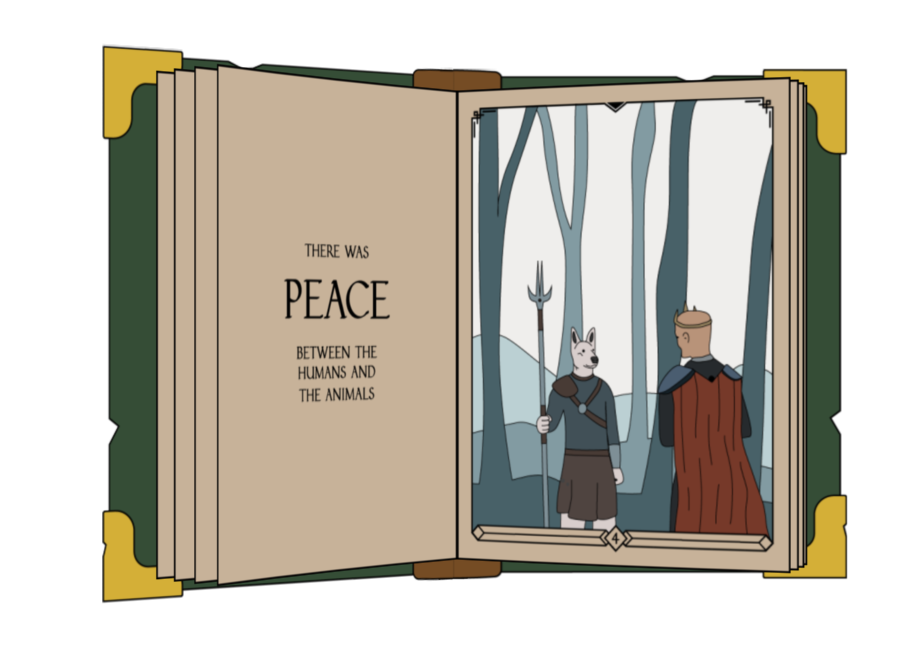 THERE WAS
PEACE
BETWEEN THE
HUMANS AND
THE ANIMALS
4